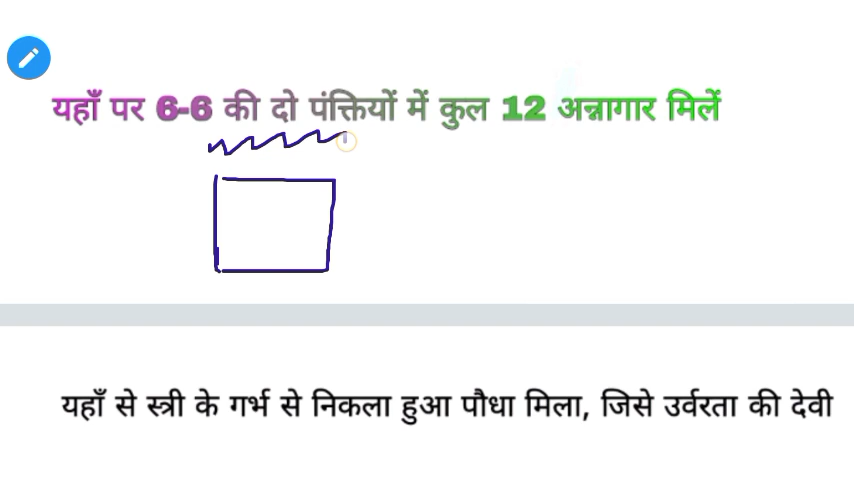 यहाँ पर 6-6 की दो पंक्तियों में कुल 12 अन्नागार मिलें
यहाँ से स्त्री के गर्भ से निकला हुआ पौधा मिला, जिसे उर्वरता की देवी